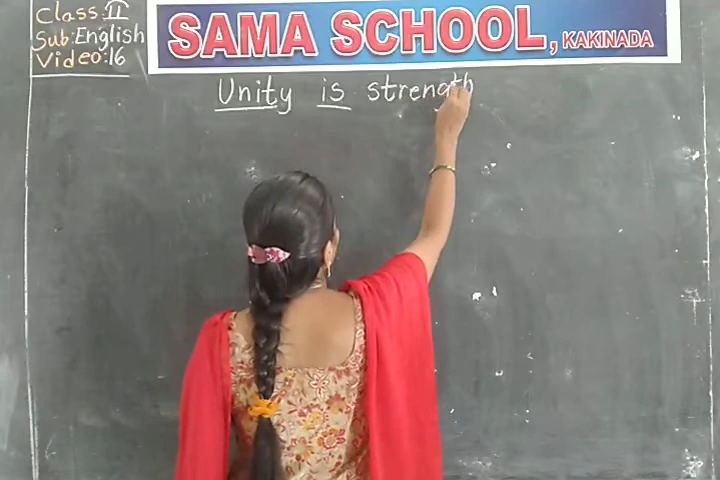 Class: II
Sub: English
Video: 16
SAMA SCHOOL, KAKINADA
Unity is strength